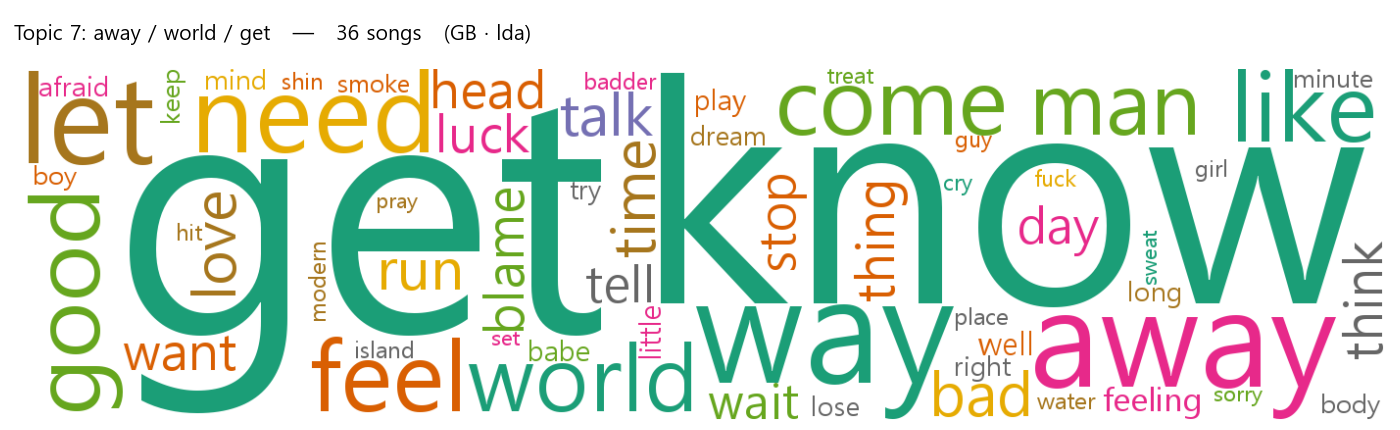 Topic 7: away / world / get — 36 songs (GB · lda)
let afraid keep mind shin smoke head badder treat minute
need luck talk play dream come man like
boy get know guy girl
good hit love pray try time stop thing cry fuck day
modern run blame tell sweat long think
want feel island set babe little world way place well right away
wait lose bad water feeling sorry body